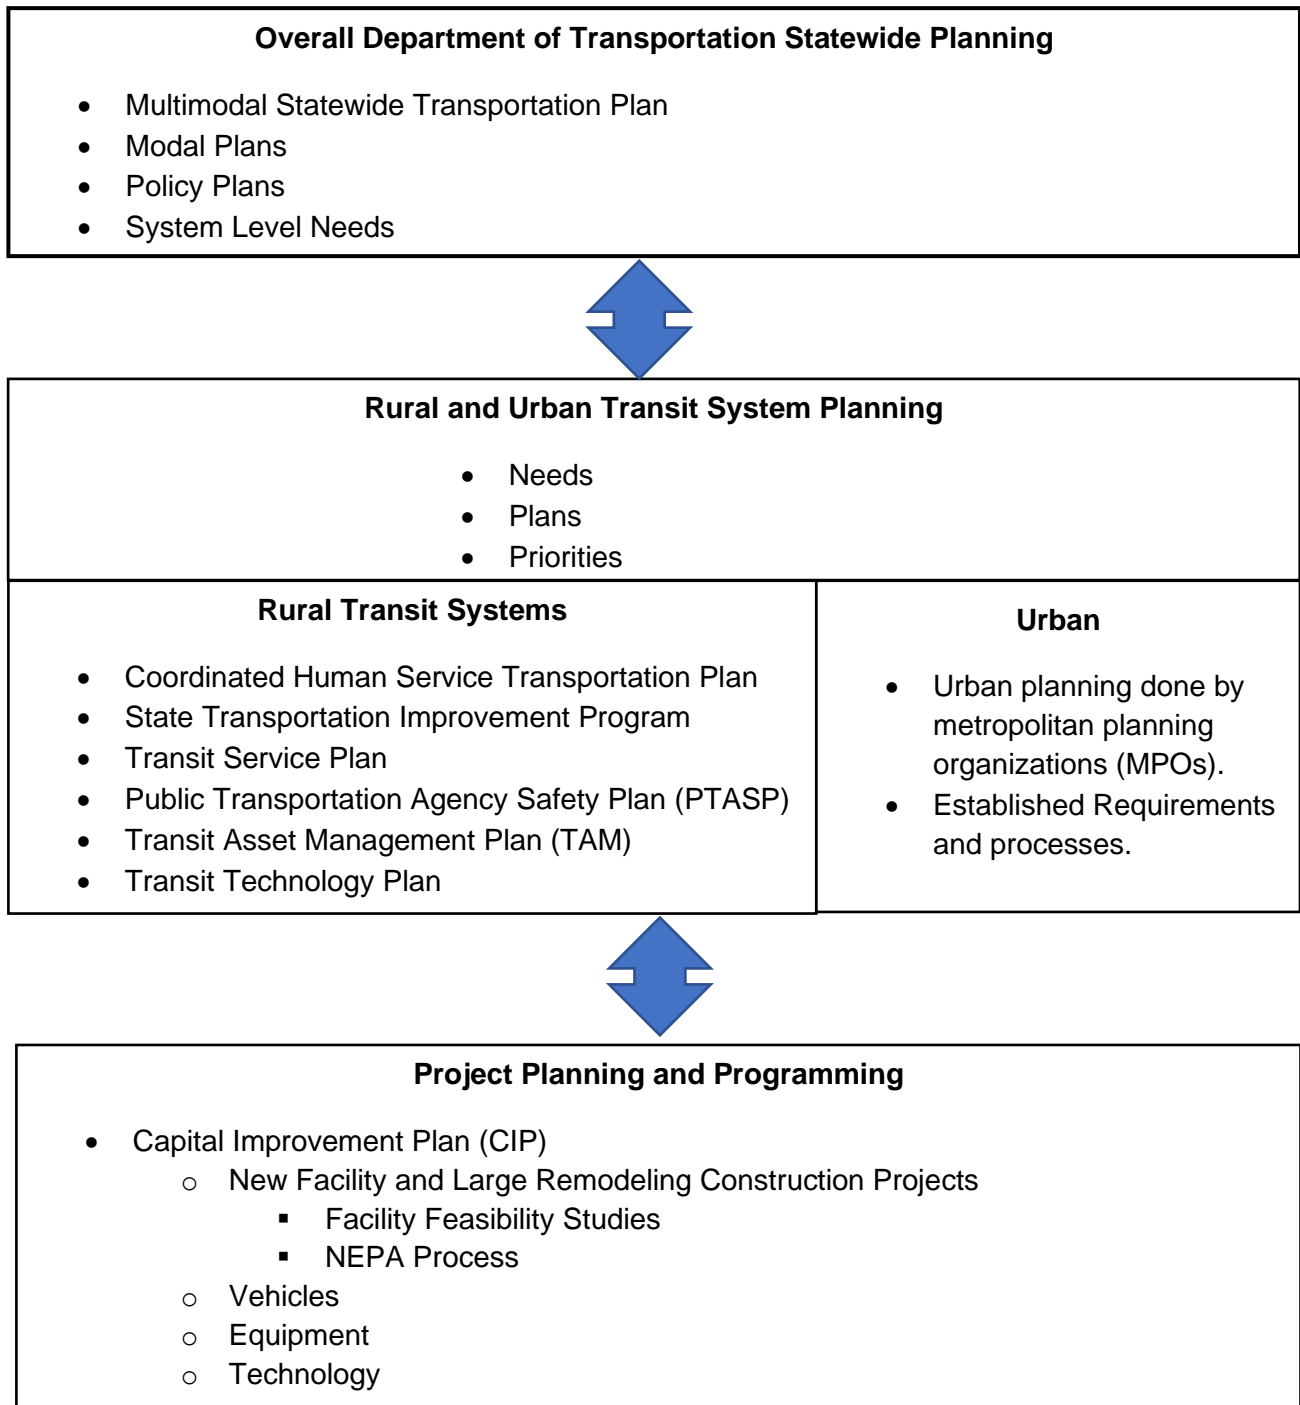 Overall Department of Transportation Statewide Planning
• Multimodal Statewide Transportation Plan
• Modal Plans
• Policy Plans
• System Level Needs
Rural and Urban Transit System Planning
• Needs
• Plans
• Priorities
Rural Transit Systems
• Coordinated Human Service Transportation Plan
• State Transportation Improvement Program
• Transit Service Plan
• Public Transportation Agency Safety Plan (PTASP)
• Transit Asset Management Plan (TAM)
• Transit Technology Plan
Urban
• Urban planning done by
metropolitan planning
organizations (MPOs).
• Established Requirements
and processes.
Project Planning and Programming
• Capital Improvement Plan (CIP)
o New Facility and Large Remodeling Construction Projects
▪ Facility Feasibility Studies
▪ NEPA Process
o Vehicles
o Equipment
o Technology